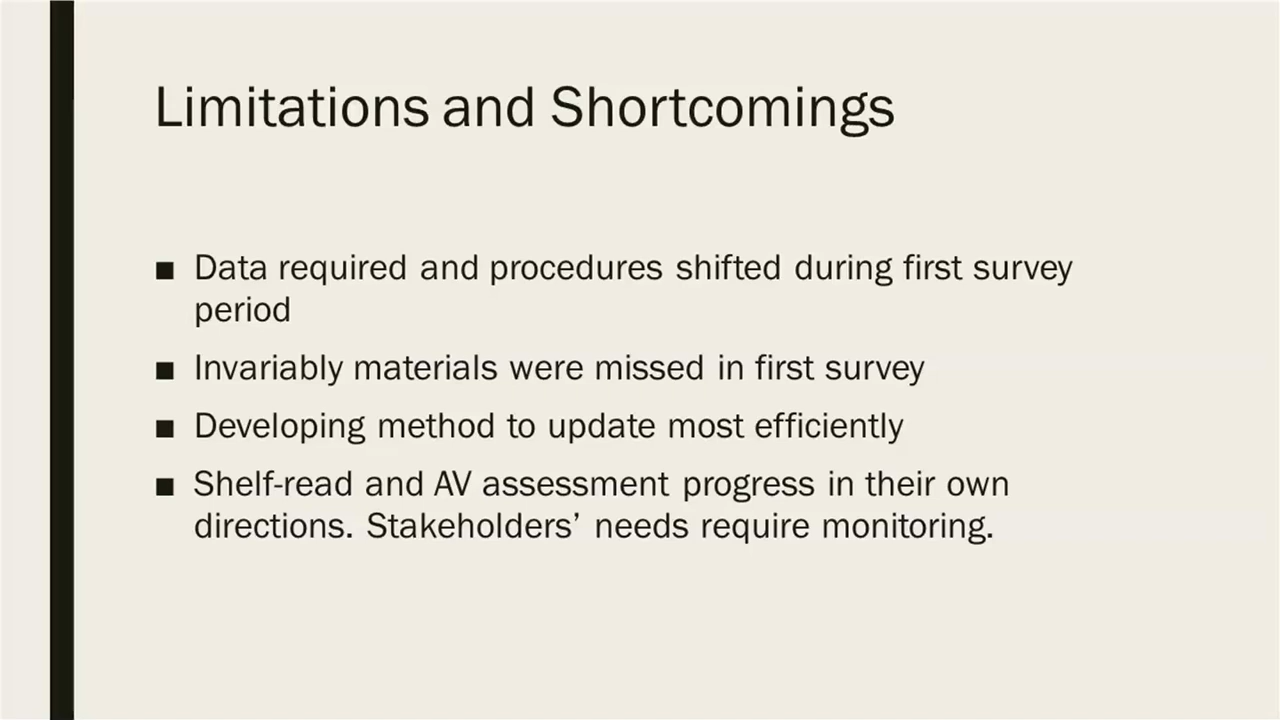 Limitations and Shortcomings
■ Data required and procedures shifted during first survey
period
■ Invariably materials were missed in first survey
■ Developing method to update most efficiently
■ Shelf-read and AV assessment progress in their own
directions. Stakeholders’ needs require monitoring.